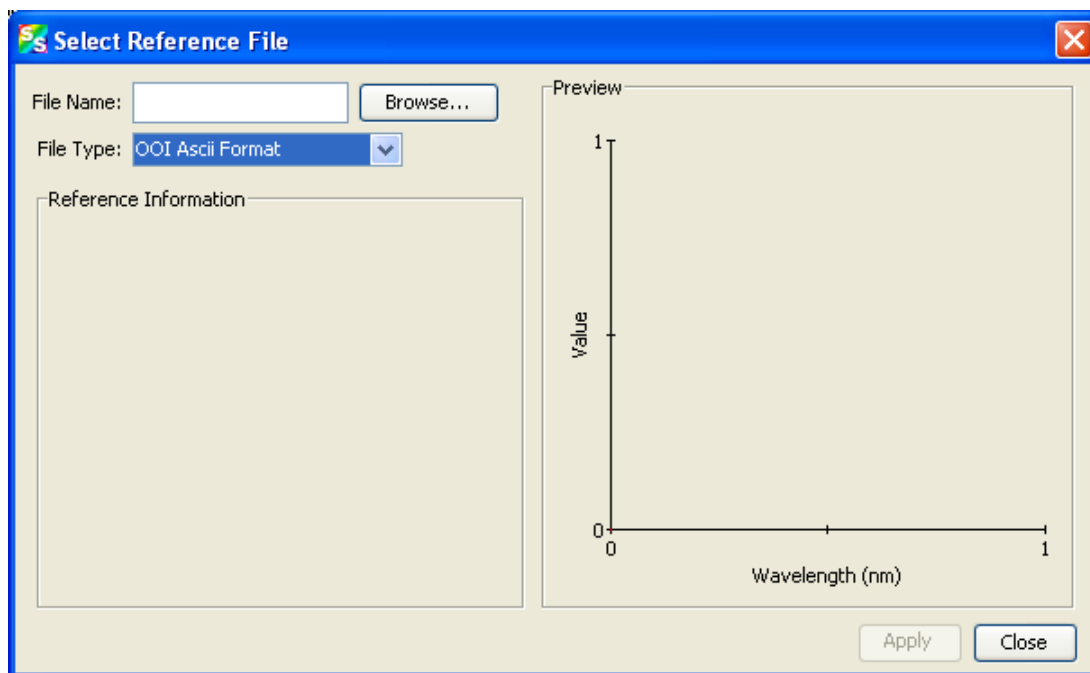 SS Select Reference File
File Name: Browse...
File Type: OOI Ascii Format
Reference Information
Preview
1
Value
0
0 1
Wavelength (nm)
Apply Close